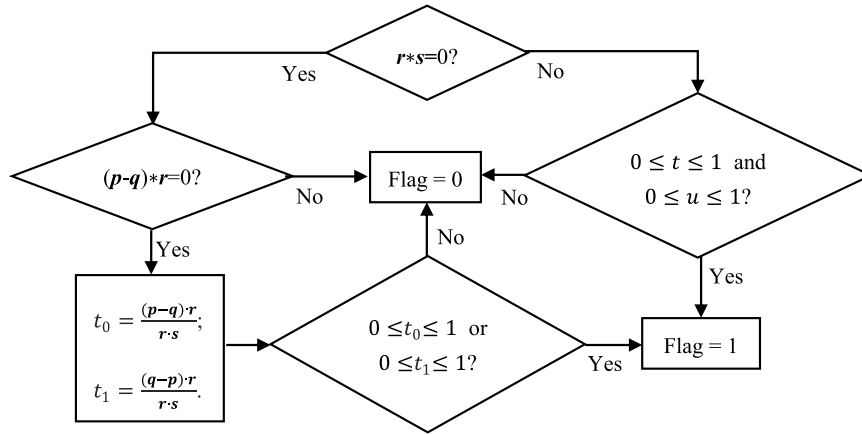 r*s=0?
Yes
No
(p-q)*r=0?
Flag = 0
0 ≤ t ≤ 1 and
0 ≤ u ≤ 1?
No
No
Yes
No
Yes
t₀ = (p−q)·r / r·s;
t₁ = (q−p)·r / r·s.
0 ≤t₀≤ 1 or
0 ≤t₁≤ 1?
Yes
Flag = 1